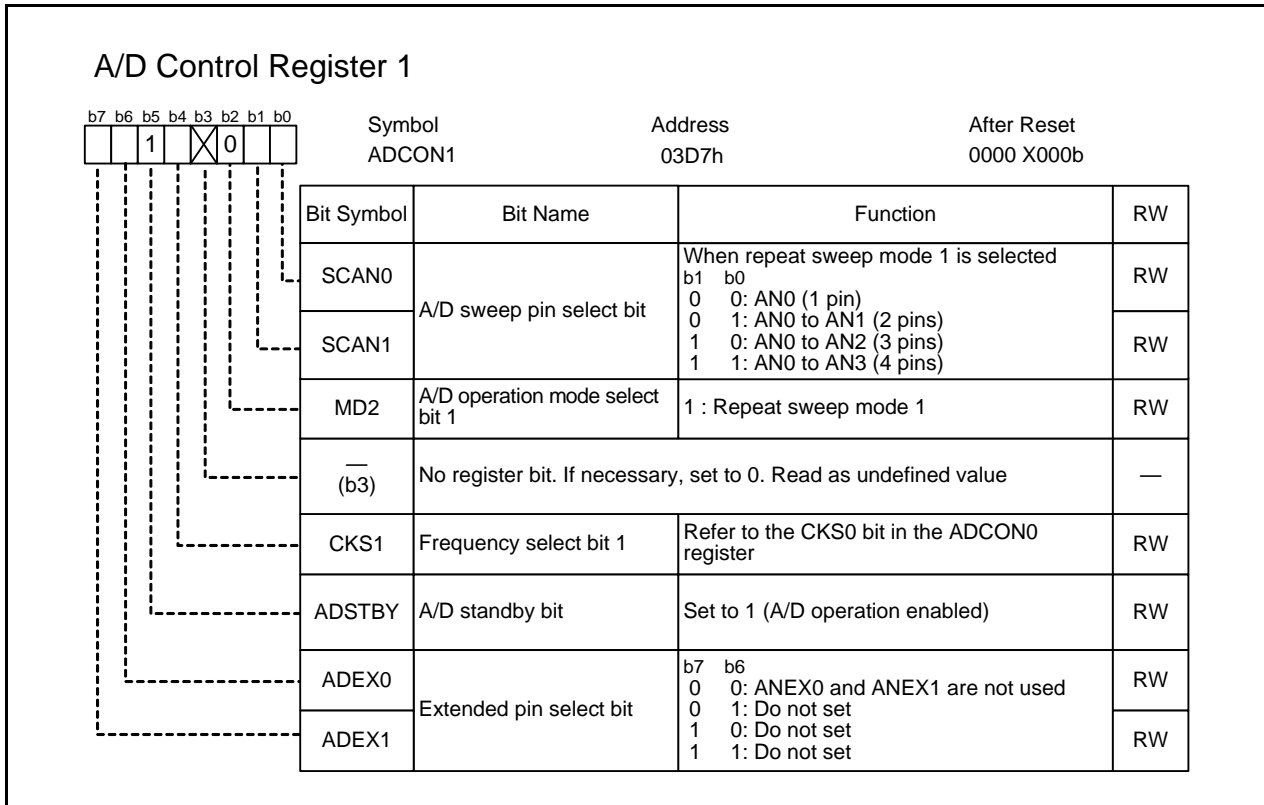 A/D Control Register 1
b7 b6 b5 b4 b3 b2 b1 b0
1 0
Symbol Address After Reset
ADCON1 03D7h 0000 X000b
Bit Symbol Bit Name Function RW
SCAN0 RW
SCAN1 RW
A/D sweep pin select bit
When repeat sweep mode 1 is selected
b1 b0
0 0: AN0 (1 pin)
0 1: AN0 to AN1 (2 pins)
1 0: AN0 to AN2 (3 pins)
1 1: AN0 to AN3 (4 pins)
MD2 A/D operation mode select
bit 1
1 : Repeat sweep mode 1 RW
—
(b3)
No register bit. If necessary, set to 0. Read as undefined value —
CKS1 Frequency select bit 1 Refer to the CKS0 bit in the ADCON0
register
RW
ADSTBY A/D standby bit Set to 1 (A/D operation enabled) RW
ADEX0 RW
ADEX1 RW
Extended pin select bit
b7 b6
0 0: ANEX0 and ANEX1 are not used
0 1: Do not set
1 0: Do not set
1 1: Do not set